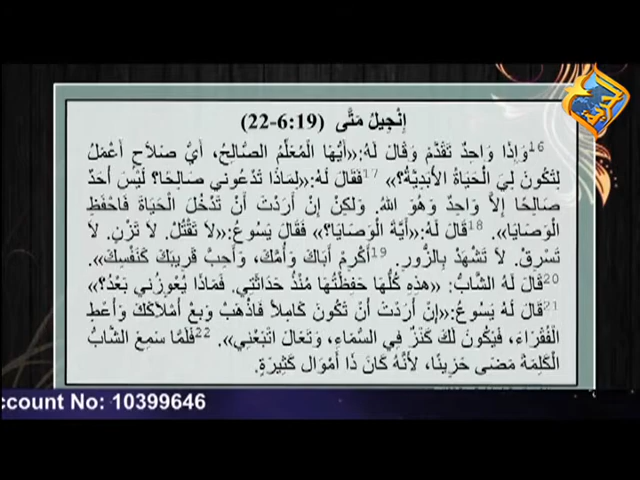 إِنْجِيلُ مَتَّى (22-6:19)
16وَإِذَا وَاحِدٌ تَقَدَّمَ وَقَالَ لَهُ:«أَيُّهَا الْمُعَلِّمُ الصَّالِحُ، أَيَّ صَلاَحٍ أَعْمَلُ
لِتَكُونَ لِيَ الْحَيَاةُ الأَبَدِيَّةُ؟» 17فَقَالَ لَهُ:«لِمَاذَا تَدْعُونِي صَالِحًا؟ لَيْسَ أَحَدٌ
صَالِحًا إِلاَّ وَاحِدٌ وَهُوَ اللهُ. وَلكِنْ إِنْ أَرَدْتَ أَنْ تَدْخُلَ الْحَيَاةَ فَاحْفَظِ
الْوَصَايَا». 18قَالَ لَهُ:«أَيَّةَ الْوَصَايَا؟» فَقَالَ يَسُوعُ:«لاَ تَقْتُلْ. لاَ تَزْنِ. لاَ
تَسْرِقْ. لاَ تَشْهَدْ بِالزُّورِ. 19أَكْرِمْ أَبَاكَ وَأُمَّكَ، وَأَحِبَّ قَرِيبَكَ كَنَفْسِكَ».
20قَالَ لَهُ الشَّابُّ: «هذِهِ كُلُّهَا حَفِظْتُهَا مُنْذُ حَدَاثَتِي. فَمَاذَا يُعْوِزُنِي بَعْدُ؟»
21قَالَ لَهُ يَسُوعُ:«إِنْ أَرَدْتَ أَنْ تَكُونَ كَامِلاً فَاذْهَبْ وَبِعْ أَمْلاَكَكَ وَأَعْطِ
الْفُقَرَاءَ، فَيَكُونَ لَكَ كَنْزٌ فِي السَّمَاءِ، وَتَعَالَ اتْبَعْنِي». 22فَلَمَّا سَمِعَ الشَّابُّ
الْكَلِمَةَ مَضَى حَزِينًا، لأَنَّهُ كَانَ ذَا أَمْوَال كَثِيرَةٍ.
ccount No: 10399646